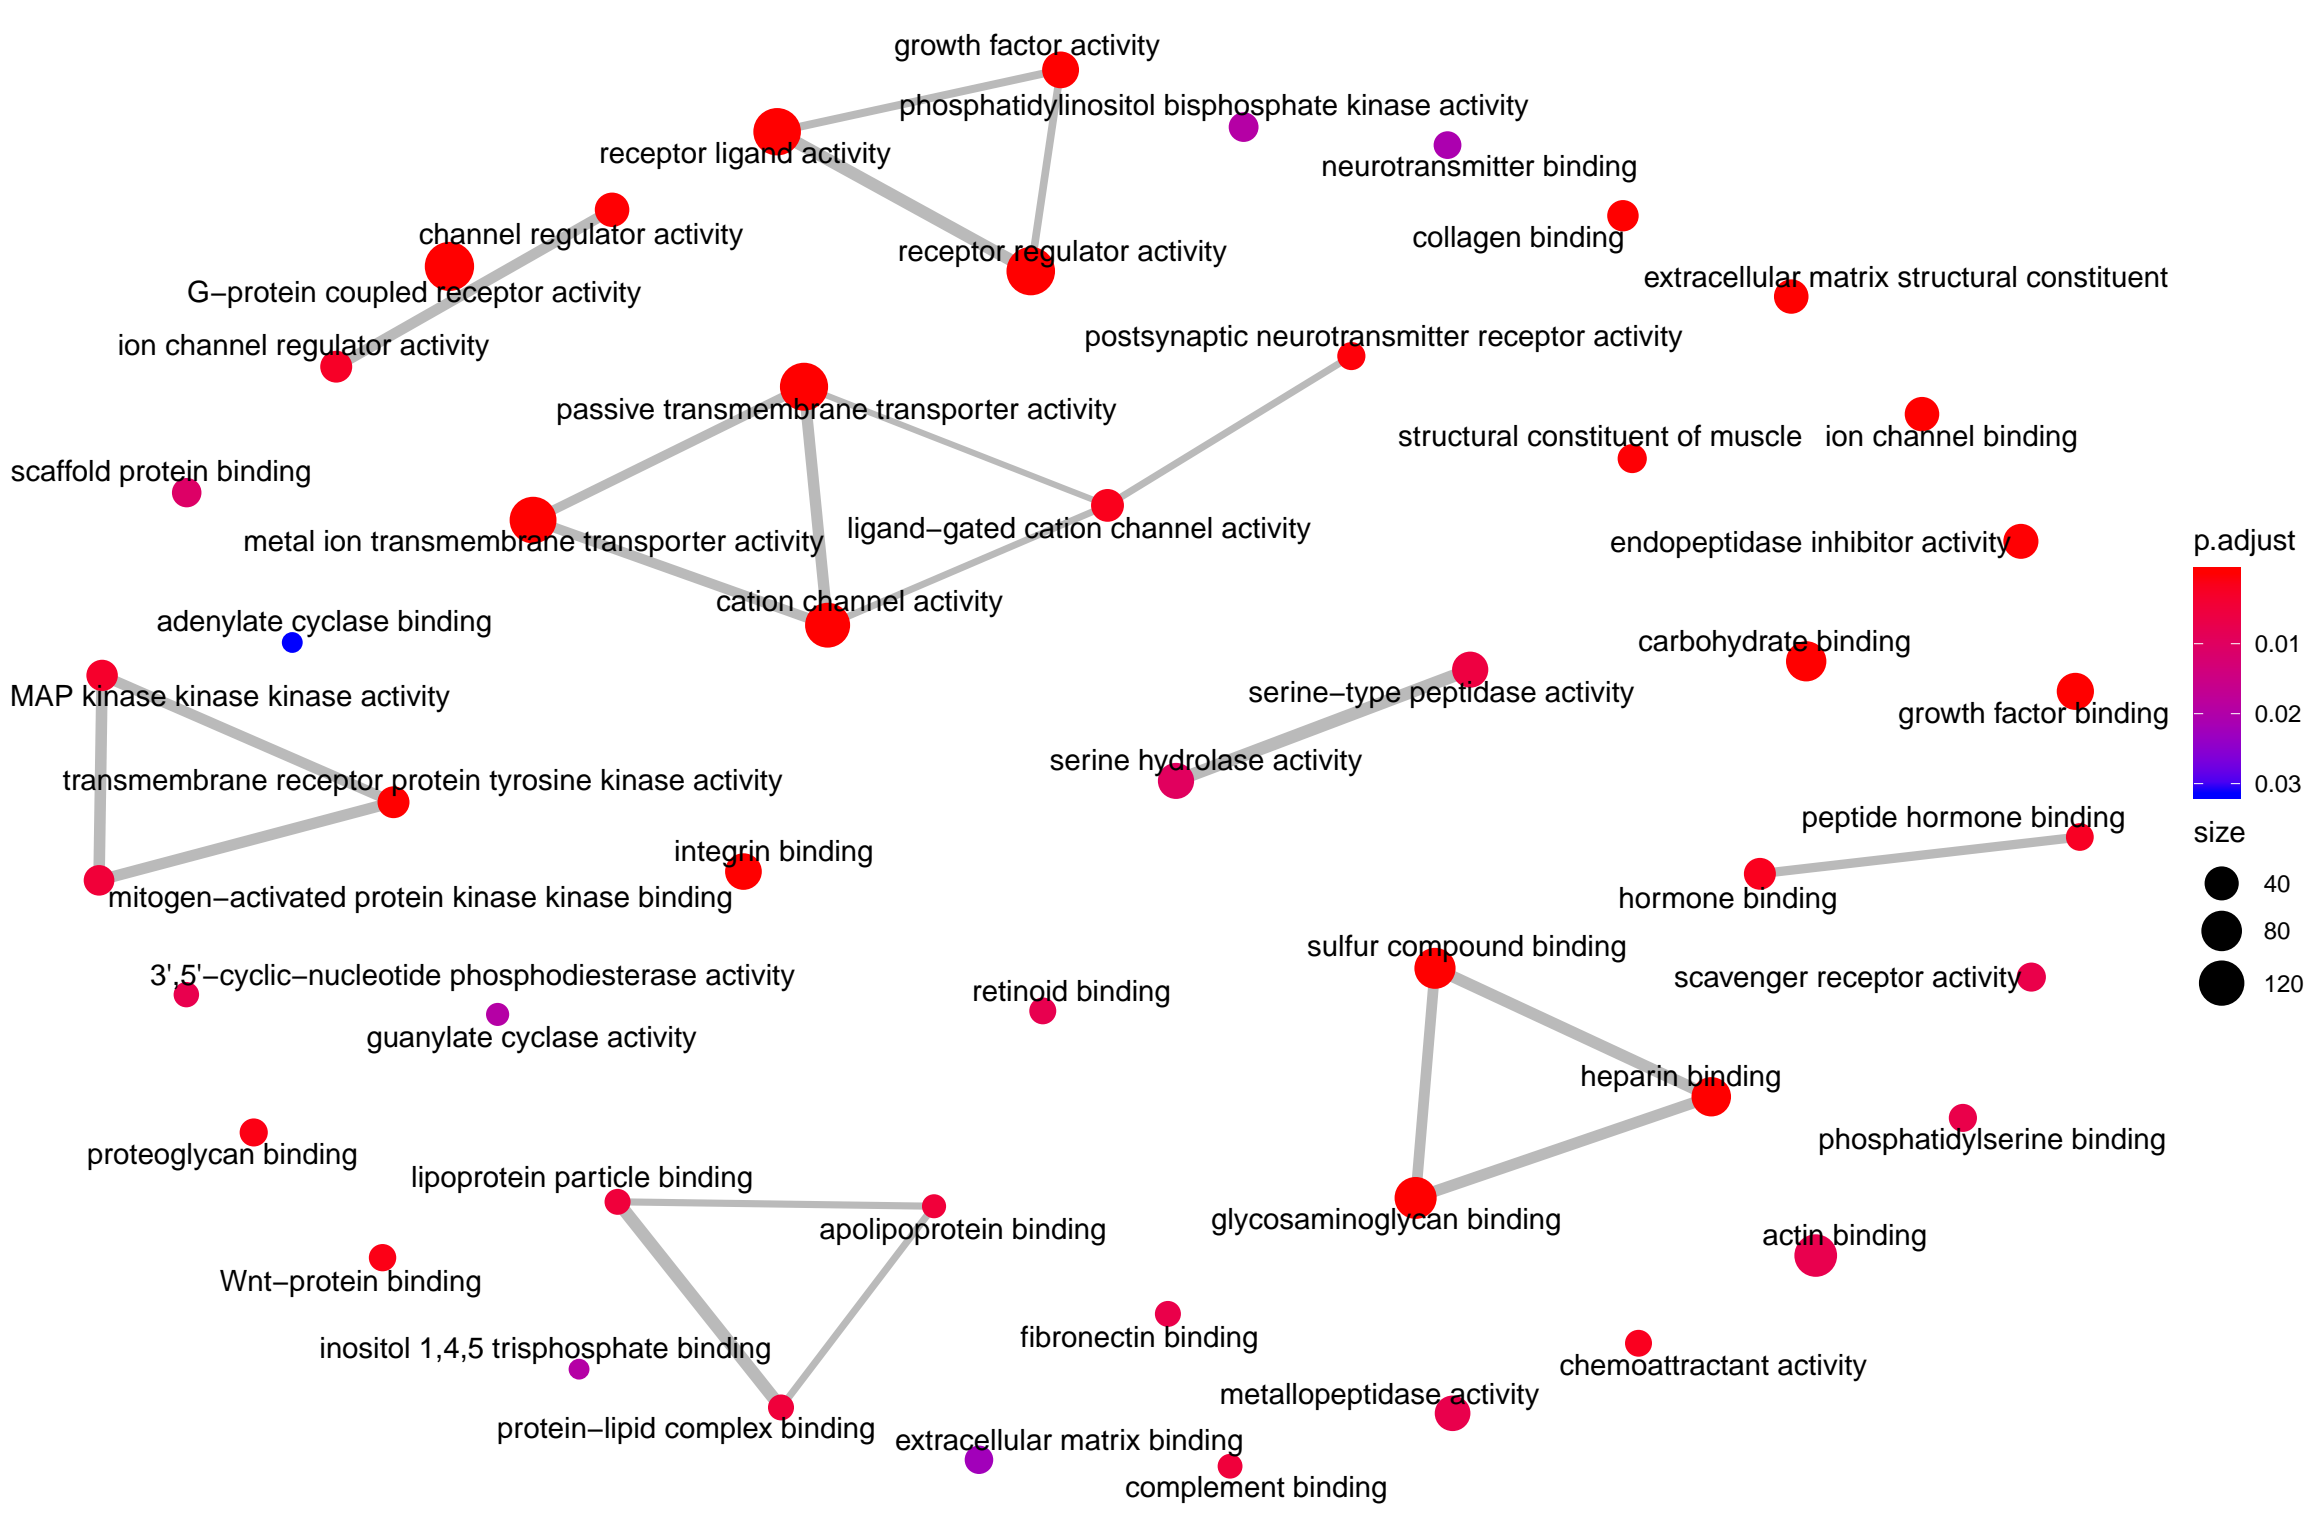 growth factor activity
phosphatidylinositol bisphosphate kinase activity
receptor ligand activity
neurotransmitter binding
channel regulator activity
collagen binding
receptor regulator activity
extracellular matrix structural constituent
G−protein coupled receptor activity
postsynaptic neurotransmitter receptor activity
ion channel regulator activity
passive transmembrane transporter activity
structural constituent of muscle
ion channel binding
scaffold protein binding
ligand−gated cation channel activity
metal ion transmembrane transporter activity
endopeptidase inhibitor activity
cation channel activity
adenylate cyclase binding
carbohydrate binding
MAP kinase kinase kinase activity
serine−type peptidase activity
growth factor binding
serine hydrolase activity
transmembrane receptor protein tyrosine kinase activity
peptide hormone binding
integrin binding
mitogen−activated protein kinase kinase binding
hormone binding
sulfur compound binding
3',5'−cyclic−nucleotide phosphodiesterase activity
scavenger receptor activity
retinoid binding
guanylate cyclase activity
heparin binding
phosphatidylserine binding
proteoglycan binding
lipoprotein particle binding
glycosaminoglycan binding
apolipoprotein binding
actin binding
Wnt−protein binding
fibronectin binding
inositol 1,4,5 trisphosphate binding
chemoattractant activity
metallopeptidase activity
protein−lipid complex binding
extracellular matrix binding
complement binding
p.adjust
0.01
0.02
0.03
size
40
80
120